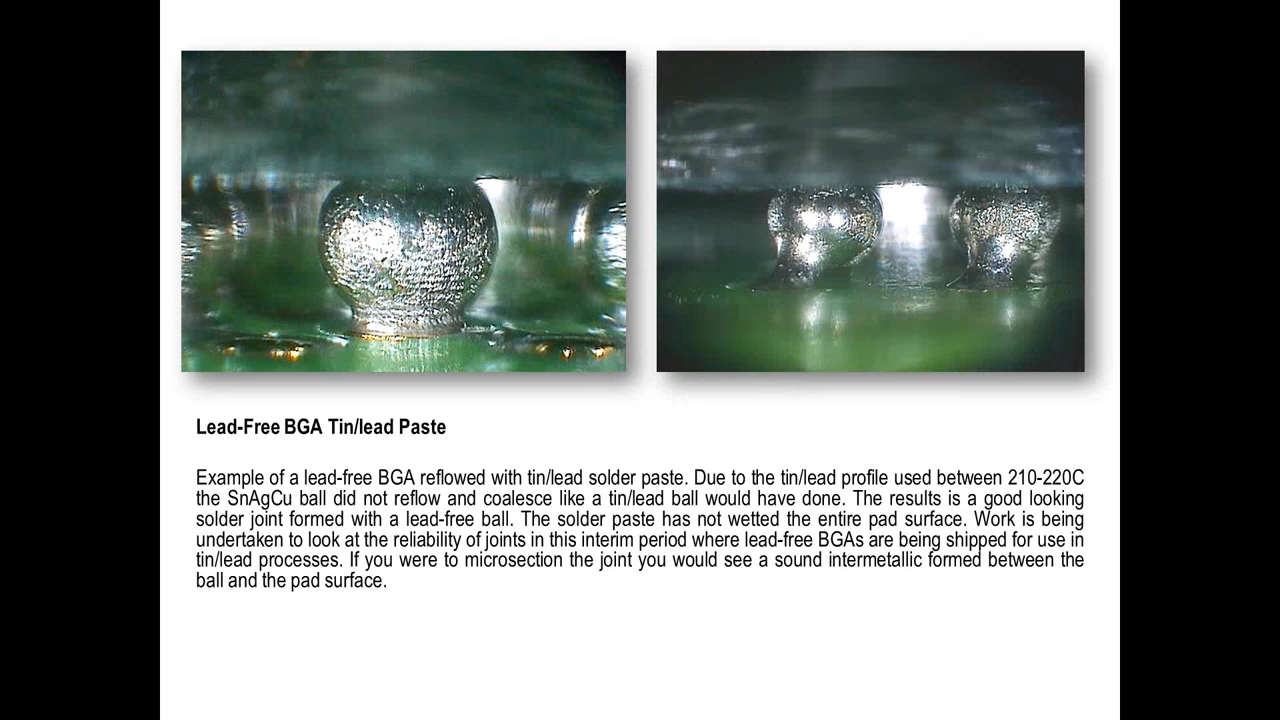 Lead-Free BGA Tin/lead Paste
Example of a lead-free BGA reflowed with tin/lead solder paste. Due to the tin/lead profile used between 210-220C
the SnAgCu ball did not reflow and coalesce like a tin/lead ball would have done. The results is a good looking
solder joint formed with a lead-free ball. The solder paste has not wetted the entire pad surface. Work is being
undertaken to look at the reliability of joints in this interim period where lead-free BGAs are being shipped for use in
tin/lead processes. If you were to microsection the joint you would see a sound intermetallic formed between the
ball and the pad surface.